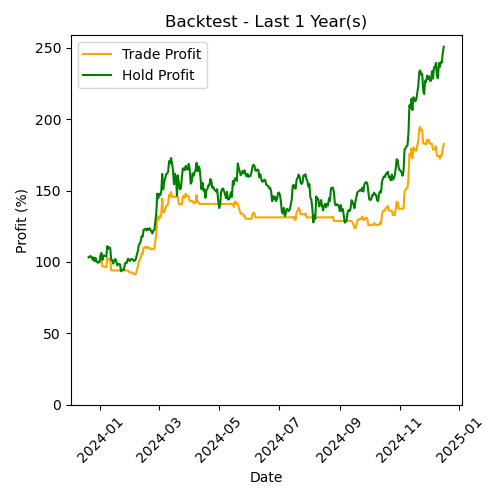 Backtest - Last 1 Year(s)
Trade Profit
Hold Profit
Profit (%)
250
200
150
100
50
0
2024-01
2024-03
2024-05
2024-07
2024-09
2024-11
2025-01
Date